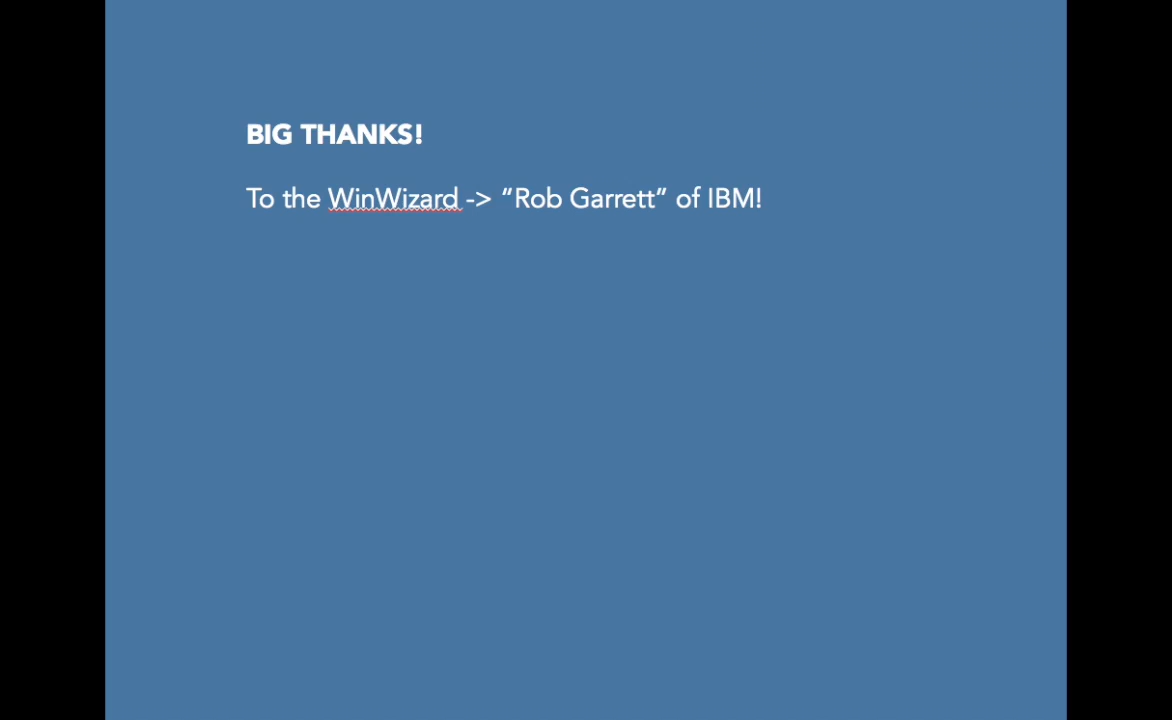 BIG THANKS!
To the WinWizard -> “Rob Garrett” of IBM!